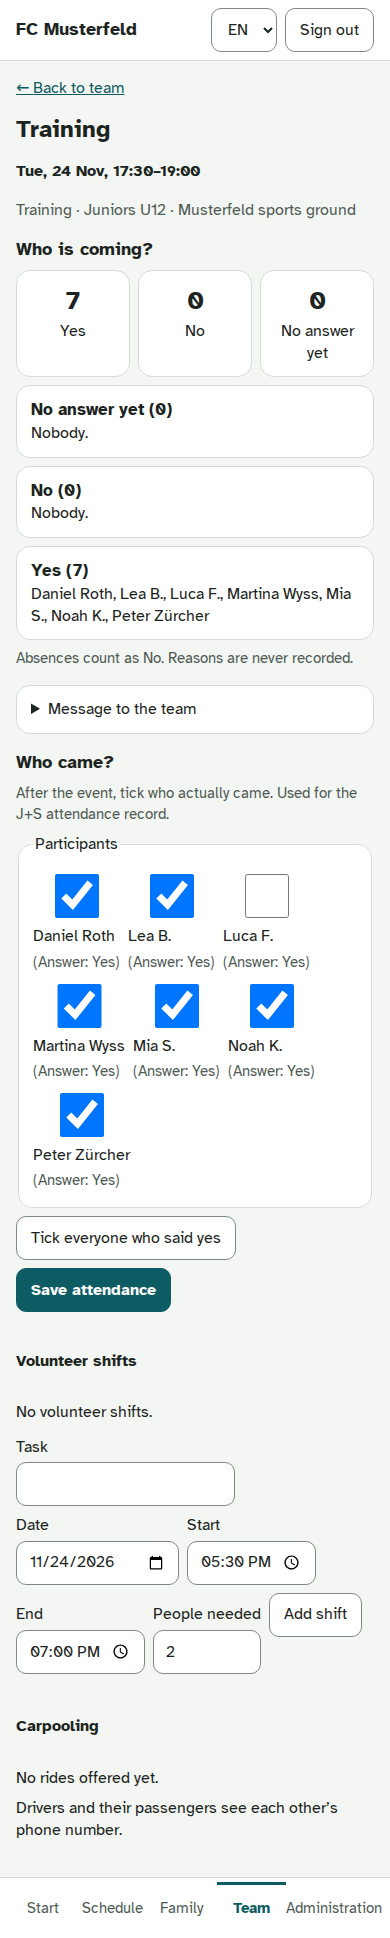 FC Musterfeld
EN
Sign out
← Back to team
Training
Tue, 24 Nov, 17:30–19:00
Training · Juniors U12 · Musterfeld sports ground
Who is coming?
7
Yes
0
No
0
No answer
yet
No answer yet (0)
Nobody.
No (0)
Nobody.
Yes (7)
Daniel Roth, Lea B., Luca F., Martina Wyss, Mia
S., Noah K., Peter Zürcher
Absences count as No. Reasons are never recorded.
Message to the team
Who came?
After the event, tick who actually came. Used for the
J+S attendance record.
Participants
Daniel Roth
(Answer: Yes)
Lea B.
(Answer: Yes)
Luca F.
(Answer: Yes)
Martina Wyss
(Answer: Yes)
Mia S.
(Answer: Yes)
Noah K.
(Answer: Yes)
Peter Zürcher
(Answer: Yes)
Tick everyone who said yes
Save attendance
Volunteer shifts
No volunteer shifts.
Task
Date
11/24/2026
Start
05:30 PM
End
07:00 PM
People needed
2
Add shift
Carpooling
No rides offered yet.
Drivers and their passengers see each other's
phone number.
Start
Schedule
Family
Team
Administration